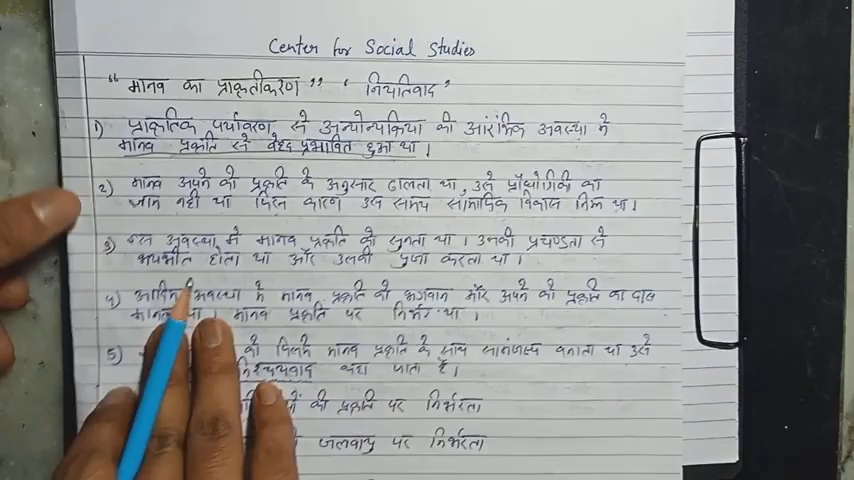 Center for Social Studies
“मानव का प्राकृतीकरण” ‘नियतिवाद’
1) प्राकृतिक पर्यावरण से अन्योन्यक्रिया की आरंभिक अवस्था में
मानव प्रकृति से बेहद प्रभावित हुआ था।
2) मानव अपने को प्रकृति के अनुसार ढालता था, उसे प्रौद्योगिकी का
ज्ञान नही था जिस कारण उस समय सामाजिक विकास निम्न था।
3) इस अवस्था में मानव प्रकृति को सुनता था। उसकी प्रचण्डता से
भयभीत होता था और उसकी पूजा करता था।
4) आदिम अवस्था में मानव प्रकृति को भगवान और अपने को प्रकृति का दास
मानता था। मानव प्रकृति पर निर्भर था।
5) को जिसमें मानव प्रकृति के साथ सामंजस्य बनाता था उसे
निश्चयवाद कहा जाता है।
की प्रकृति पर निर्भरता
जलवायु पर निर्भरता